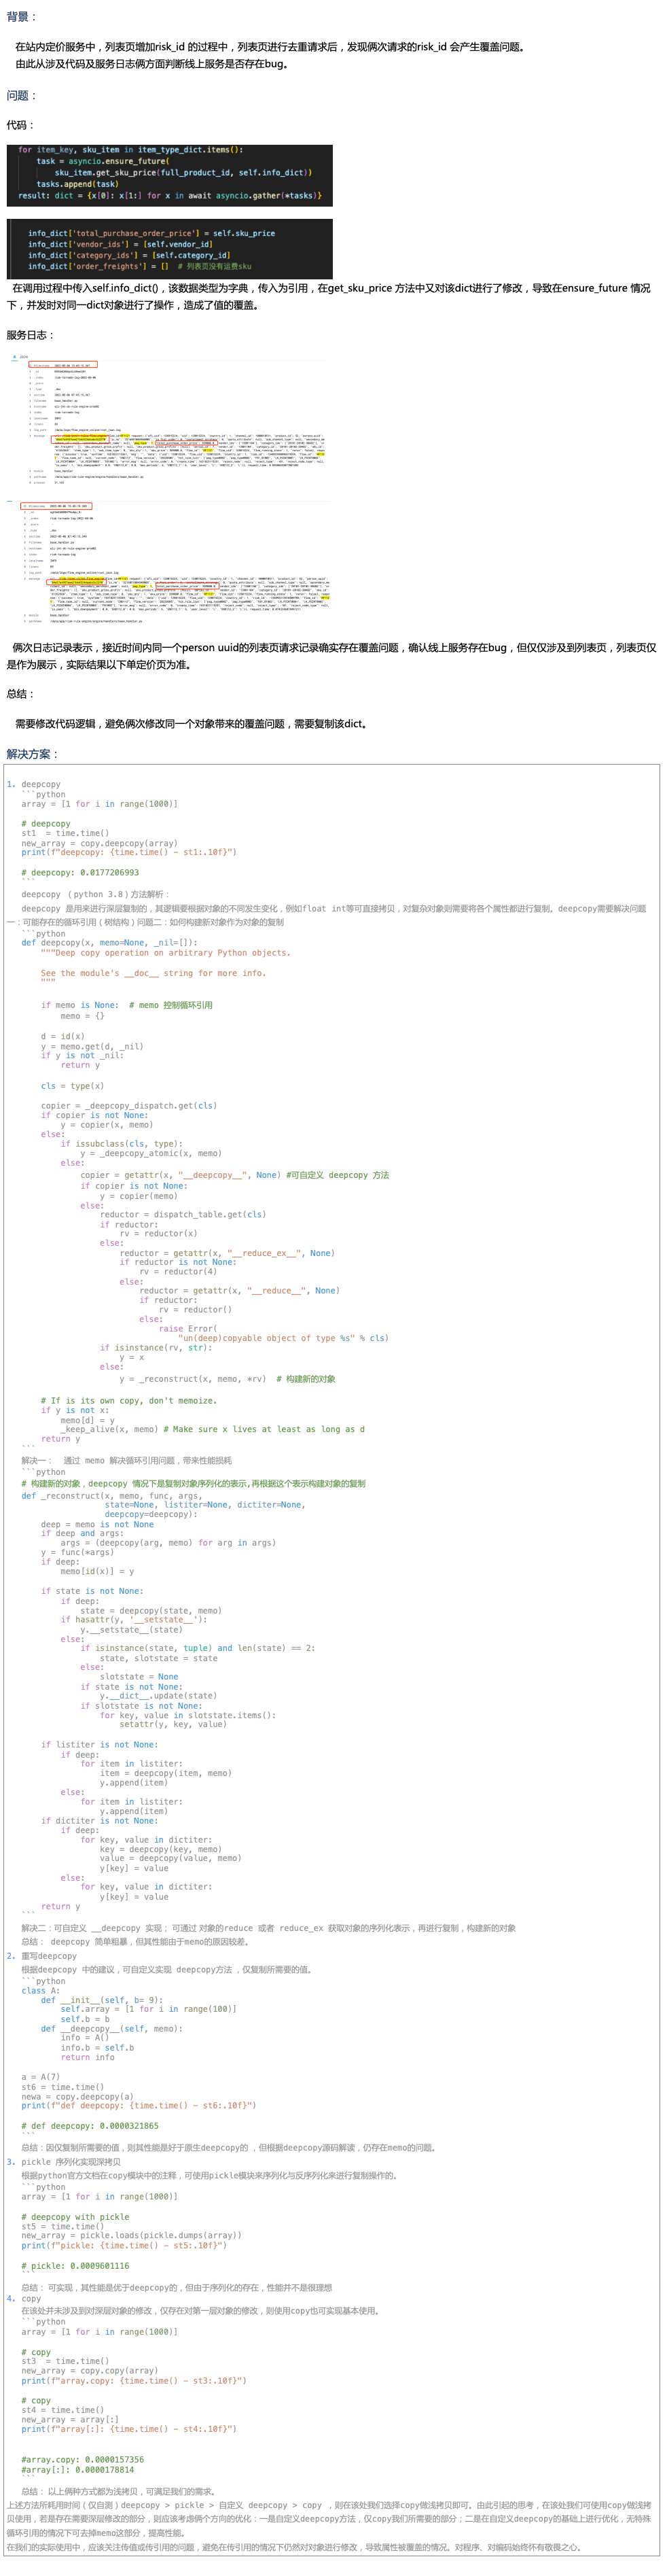 背景：
在站内定价服务中，列表页增加risk_id 的过程中，列表页进行去重请求后，发现俩次请求的risk_id 会产生覆盖问题。
由此从涉及代码及服务日志俩方面判断线上服务是否存在bug。
问题：
代码：
for item_key, sku_item in item_type_dict.items():
    task = asyncio.ensure_future(
        sku_item.get_sku_price(full_product_id, self.info_dict))
    tasks.append(task)
result: dict = {x[0]: x[1:] for x in await asyncio.gather(*tasks)}
info_dict['total_purchase_order_price'] = self.sku_price
info_dict['vendor_ids'] = [self.vendor_id]
info_dict['category_ids'] = [self.category_id]
info_dict['order_freights'] = []  # 列表页没有运费sku
在调用过程中传入self.info_dict()，该数据类型为字典，传入为引用，在get_sku_price 方法中又对该dict进行了修改，导致在ensure_future 情况
下，并发时对同一dict对象进行了操作，造成了值的覆盖。
服务日志：
俩次日志记录表示，接近时间内同一个person uuid的列表页请求记录确实存在覆盖问题，确认线上服务存在bug，但仅仅涉及到列表页，列表页仅
是作为展示，实际结果以下单定价页为准。
总结：
需要修改代码逻辑，避免俩次修改同一个对象带来的覆盖问题，需要复制该dict。
解决方案：
1. deepcopy
```python
array = [1 for i in range(1000)]
# deepcopy
st1  = time.time()
new_array = copy.deepcopy(array)
print(f"deepcopy: {time.time() - st1:.10f}")
# deepcopy: 0.0177206993
```
deepcopy （python 3.8）方法解析：
deepcopy 是用来进行深层复制的，其逻辑要根据对象的不同发生变化，例如float int等可直接拷贝，对复杂对象则需要将各个属性都进行复制。deepcopy需要解决问题
一：可能存在的循环引用（树结构）问题二：如何构建新对象作为对象的复制
```python
def deepcopy(x, memo=None, _nil=[]):
    """Deep copy operation on arbitrary Python objects.
    See the module's __doc__ string for more info.
    """
    if memo is None:  # memo 控制循环引用
        memo = {}
    d = id(x)
    y = memo.get(d, _nil)
    if y is not _nil:
        return y
    cls = type(x)
    copier = _deepcopy_dispatch.get(cls)
    if copier is not None:
        y = copier(x, memo)
    else:
        if issubclass(cls, type):
            y = _deepcopy_atomic(x, memo)
        else:
            copier = getattr(x, "__deepcopy__", None) #可自定义 deepcopy 方法
            if copier is not None:
                y = copier(memo)
            else:
                reductor = dispatch_table.get(cls)
                if reductor:
                    rv = reductor(x)
                else:
                    reductor = getattr(x, "__reduce_ex__", None)
                    if reductor is not None:
                        rv = reductor(4)
                    else:
                        reductor = getattr(x, "__reduce__", None)
                        if reductor:
                            rv = reductor()
                        else:
                            raise Error(
                                "un(deep)copyable object of type %s" % cls)
                if isinstance(rv, str):
                    y = x
                else:
                    y = _reconstruct(x, memo, *rv)  # 构建新的对象
    # If is its own copy, don't memoize.
    if y is not x:
        memo[d] = y
        _keep_alive(x, memo) # Make sure x lives at least as long as d
    return y
```
解决一：  通过 memo 解决循环引用问题，带来性能损耗
```python
# 构建新的对象，deepcopy 情况下是复制对象序列化的表示,再根据这个表示构建对象的复制
def _reconstruct(x, memo, func, args,
                 state=None, listiter=None, dictiter=None,
                 deepcopy=deepcopy):
    deep = memo is not None
    if deep and args:
        args = (deepcopy(arg, memo) for arg in args)
    y = func(*args)
    if deep:
        memo[id(x)] = y
    if state is not None:
        if deep:
            state = deepcopy(state, memo)
        if hasattr(y, '__setstate__'):
            y.__setstate__(state)
        else:
            if isinstance(state, tuple) and len(state) == 2:
                state, slotstate = state
            else:
                slotstate = None
            if state is not None:
                y.__dict__.update(state)
            if slotstate is not None:
                for key, value in slotstate.items():
                    setattr(y, key, value)
    if listiter is not None:
        if deep:
            for item in listiter:
                item = deepcopy(item, memo)
                y.append(item)
        else:
            for item in listiter:
                y.append(item)
    if dictiter is not None:
        if deep:
            for key, value in dictiter:
                key = deepcopy(key, memo)
                value = deepcopy(value, memo)
                y[key] = value
        else:
            for key, value in dictiter:
                y[key] = value
    return y
```
解决二：可自定义 __deepcopy 实现； 可通过 对象的reduce 或者 reduce_ex 获取对象的序列化表示，再进行复制，构建新的对象
总结： deepcopy 简单粗暴，但其性能由于memo的原因较差。
2. 重写deepcopy
根据deepcopy 中的建议，可自定义实现 deepcopy方法 ，仅复制所需要的值。
```python
class A:
    def __init__(self, b= 9):
        self.array = [1 for i in range(100)]
        self.b = b
    def __deepcopy__(self, memo):
        info = A()
        info.b = self.b
        return info
a = A(7)
st6 = time.time()
newa = copy.deepcopy(a)
print(f"def deepcopy: {time.time() - st6:.10f}")
# def deepcopy: 0.0000321865
```
总结：因仅复制所需要的值，则其性能是好于原生deepcopy的 ，但根据deepcopy源码解读，仍存在memo的问题。
3. pickle 序列化实现深拷贝
根据python官方文档在copy模块中的注释，可使用pickle模块来序列化与反序列化来进行复制操作的。
```python
array = [1 for i in range(1000)]
# deepcopy with pickle
st5 = time.time()
new_array = pickle.loads(pickle.dumps(array))
print(f"pickle: {time.time() - st5:.10f}")
# pickle: 0.0009601116
```
总结： 可实现，其性能是优于deepcopy的，但由于序列化的存在，性能并不是很理想
4. copy
在该处并未涉及到对深层对象的修改，仅存在对第一层对象的修改，则使用copy也可实现基本使用。
```python
array = [1 for i in range(1000)]
# copy
st3  = time.time()
new_array = copy.copy(array)
print(f"array.copy: {time.time() - st3:.10f}")
# copy
st4 = time.time()
new_array = array[:]
print(f"array[:]: {time.time() - st4:.10f}")
#array.copy: 0.0000157356
#array[:]: 0.0000178814
```
总结： 以上俩种方式都为浅拷贝，可满足我们的需求。
上述方法所耗用时间（仅自测）deepcopy > pickle > 自定义 deepcopy > copy ，则在该处我们选择copy做浅拷贝即可。由此引起的思考，在该处我们可使用copy做浅拷
贝使用，若是存在需要深层修改的部分，则应该考虑俩个方向的优化：一是自定义deepcopy方法，仅copy我们所需要的部分；二是在自定义deepcopy的基础上进行优化，无特殊
循环引用的情况下可去掉memo这部分，提高性能。
在我们的实际使用中，应该关注传值或传引用的问题，避免在传引用的情况下仍然对对象进行修改，导致属性被覆盖的情况。对程序、对编码始终怀有敬畏之心。